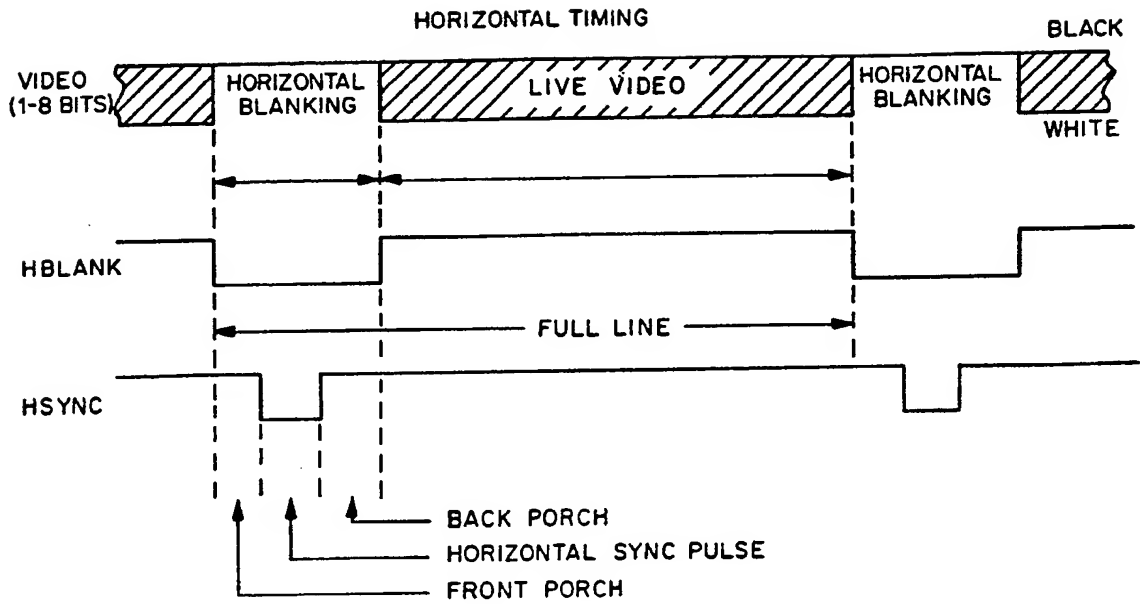 HORIZONTAL TIMING
BLACK
VIDEO
(1-8 BITS)
HORIZONTAL
BLANKING
LIVE VIDEO
HORIZONTAL
BLANKING
WHITE
HBLANK
FULL LINE
HSYNC
BACK PORCH
HORIZONTAL SYNC PULSE
FRONT PORCH